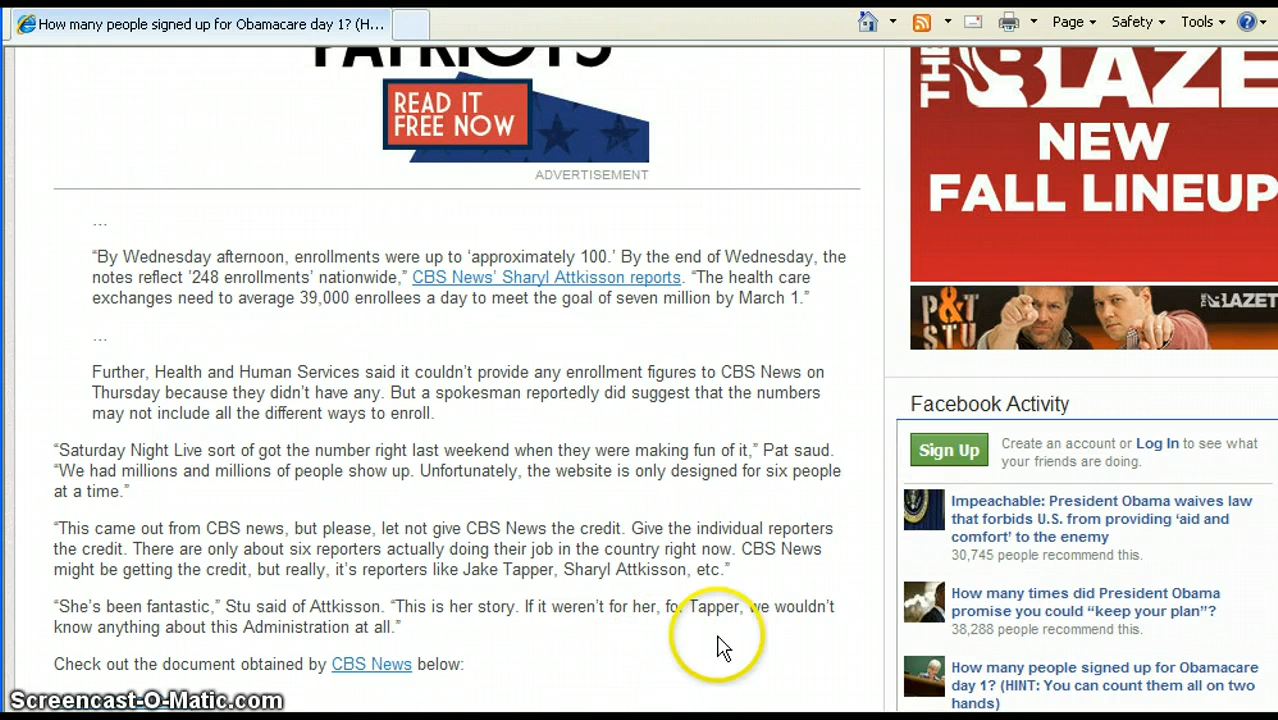 How many people signed up for Obamacare day 1? (H...
Page
Safety
Tools
PATRIOTS
READ IT
FREE NOW
ADVERTISEMENT
...
“By Wednesday afternoon, enrollments were up to ‘approximately 100.’ By the end of Wednesday, the
notes reflect ’248 enrollments’ nationwide,” CBS News’ Sharyl Attkisson reports. “The health care
exchanges need to average 39,000 enrollees a day to meet the goal of seven million by March 1.”
...
Further, Health and Human Services said it couldn’t provide any enrollment figures to CBS News on
Thursday because they didn’t have any. But a spokesman reportedly did suggest that the numbers
may not include all the different ways to enroll.
“Saturday Night Live sort of got the number right last weekend when they were making fun of it,” Pat saud.
“We had millions and millions of people show up. Unfortunately, the website is only designed for six people
at a time.”
“This came out from CBS news, but please, let not give CBS News the credit. Give the individual reporters
the credit. There are only about six reporters actually doing their job in the country right now. CBS News
might be getting the credit, but really, it’s reporters like Jake Tapper, Sharyl Attkisson, etc.”
“She’s been fantastic,” Stu said of Attkisson. “This is her story. If it weren’t for her, for Tapper, we wouldn’t
know anything about this Administration at all.”
Check out the document obtained by CBS News below:
THE BLAZE
NEW
FALL LINEUP
P&T
STU
THE BLAZET
Facebook Activity
Sign Up
Create an account or Log In to see what
your friends are doing.
Impeachable: President Obama waives law
that forbids U.S. from providing ‘aid and
comfort’ to the enemy
30,745 people recommend this.
How many times did President Obama
promise you could “keep your plan”?
38,288 people recommend this.
How many people signed up for Obamacare
day 1? (HINT: You can count them all on two
hands)
Screencast-O-Matic.com